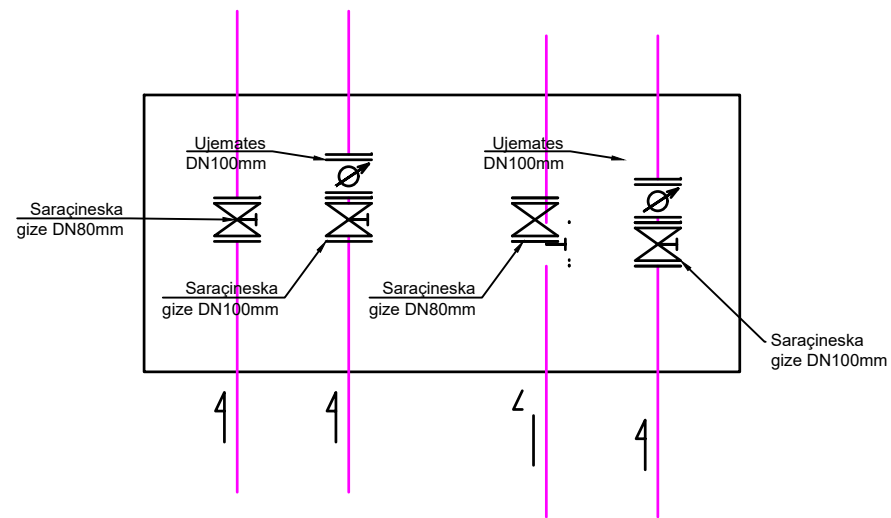 Ujemates
DN100mm
Ujemates
DN100mm
Saraçineska
gize DN80mm
Saraçineska
gize DN100mm
Saraçineska
gize DN80mm
Saraçineska
gize DN100mm